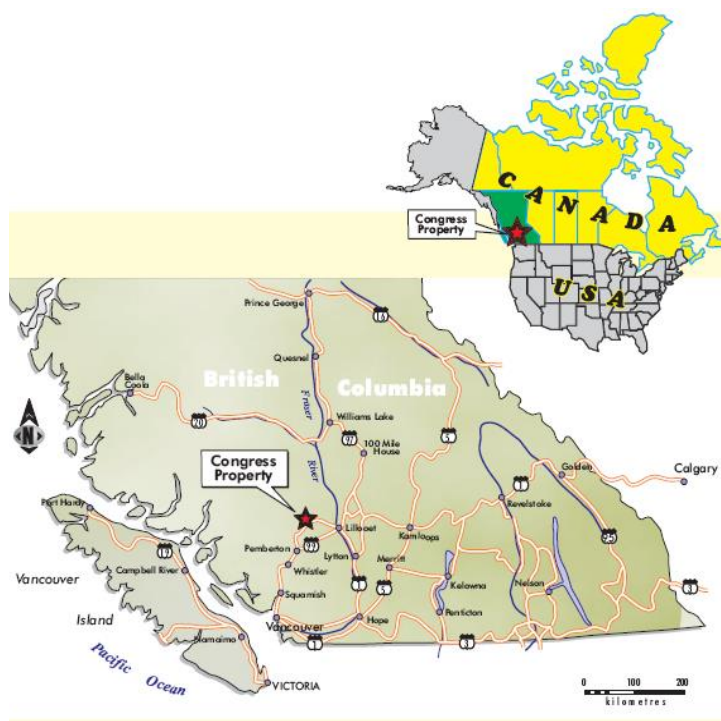 CANADA
Congress
Property
USA
Prince George
16
Quesnel
Bella
Coola
British
Columbia
Fraser
River
20
Williams Lake
97
100 Mile
House
5
Congress
Property
N
Golden
Calgary
1
Revelstoke
Port Hardy
Lillooet
Kamloops
99
19
95
Pemberton
Lytton
Merritt
Vancouver
Campbell River
Whistler
1
5
Kelowna
Nelson
3
Squamish
Island
Vancouver
Hope
Penticton
Nanaimo
1
3
Pacific Ocean
VICTORIA
0 100 200
kilometres